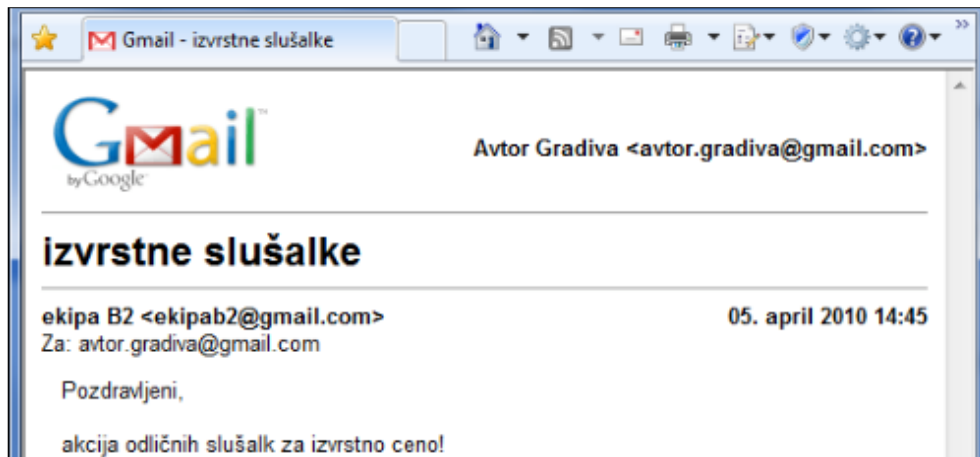 Gmail - izvrstne slušalke
Gmail™
by Google
Avtor Gradiva <avtor.gradiva@gmail.com>
izvrstne slušalke
ekipa B2 <ekipab2@gmail.com>
05. april 2010 14:45
Za: avtor.gradiva@gmail.com
Pozdravljeni,
akcija odličnih slušalk za izvrstno ceno!